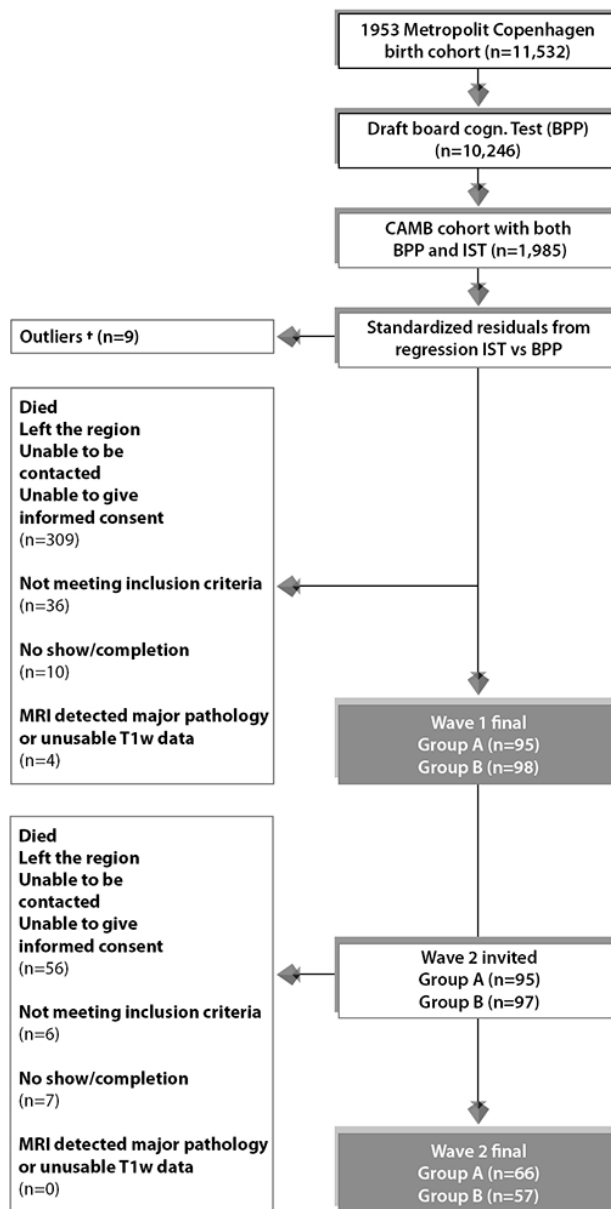 1953 Metropolit Copenhagen
birth cohort (n=11,532)
Draft board cogn. Test (BPP)
(n=10,246)
CAMB cohort with both
BPP and IST (n=1,985)
Standardized residuals from
regression IST vs BPP
Outliers † (n=9)
Died
Left the region
Unable to be
contacted
Unable to give
informed consent
(n=309)
Not meeting inclusion criteria
(n=36)
No show/completion
(n=10)
MRI detected major pathology
or unusable T1w data
(n=4)
Wave 1 final
Group A (n=95)
Group B (n=98)
Died
Left the region
Unable to be
contacted
Unable to give
informed consent
(n=56)
Not meeting inclusion criteria
(n=6)
No show/completion
(n=7)
MRI detected major pathology
or unusable T1w data
(n=0)
Wave 2 invited
Group A (n=95)
Group B (n=97)
Wave 2 final
Group A (n=66)
Group B (n=57)